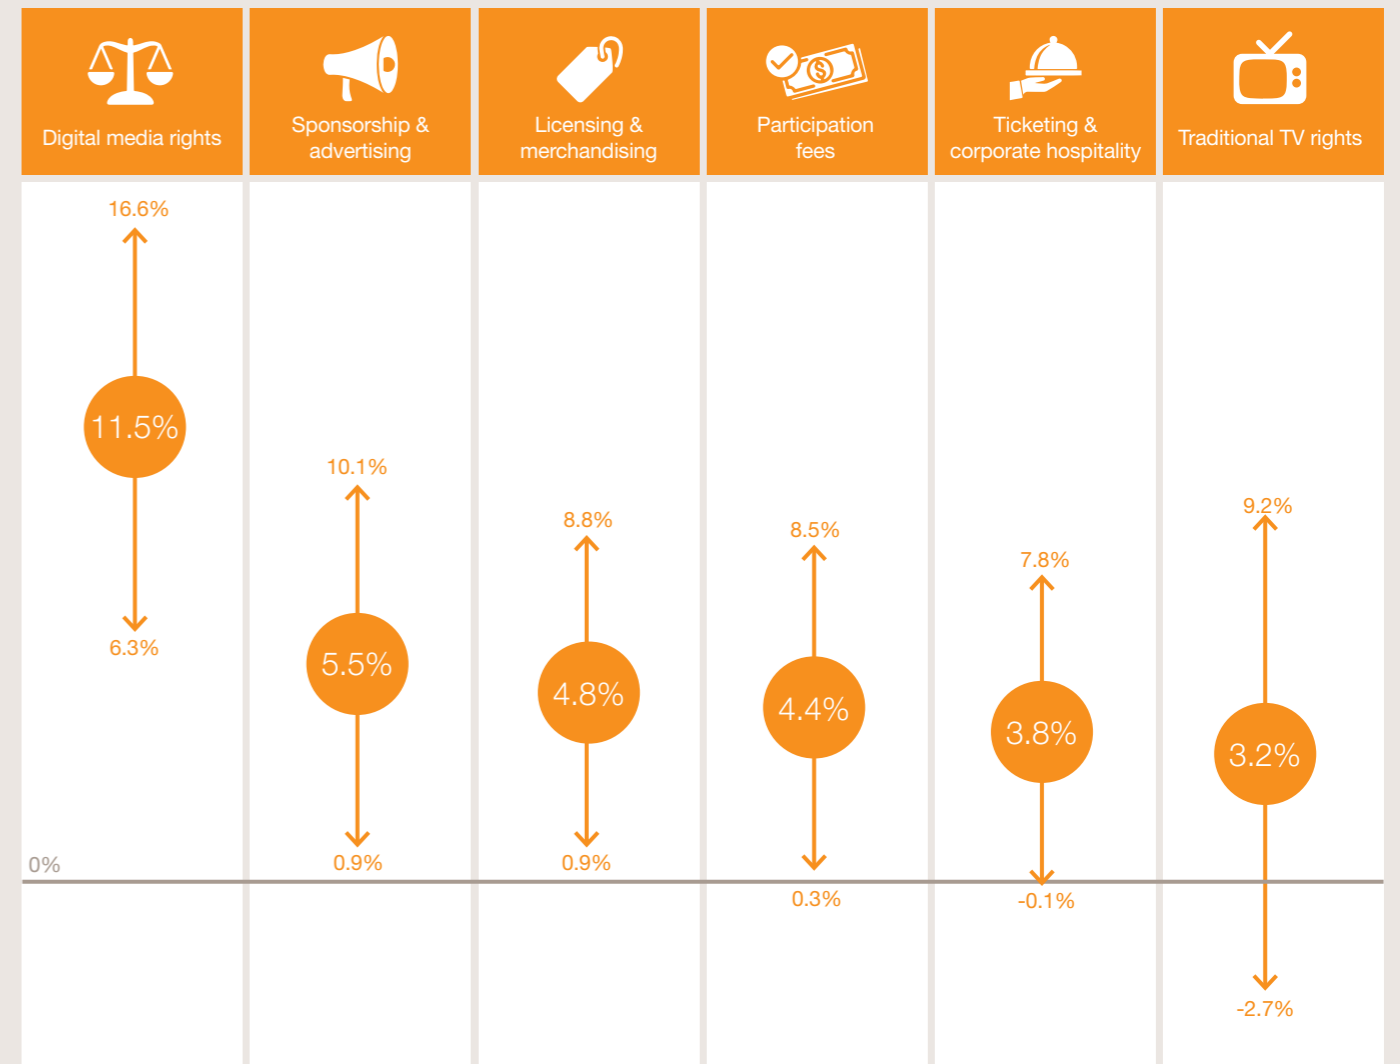 Digital media rights
Sponsorship &
advertising
Licensing &
merchandising
Participation
fees
Ticketing &
corporate hospitality
Traditional TV rights
16.6%
11.5%
6.3%
10.1%
5.5%
0.9%
8.8%
4.8%
0.9%
8.5%
4.4%
0.3%
7.8%
3.8%
-0.1%
9.2%
3.2%
-2.7%
0%